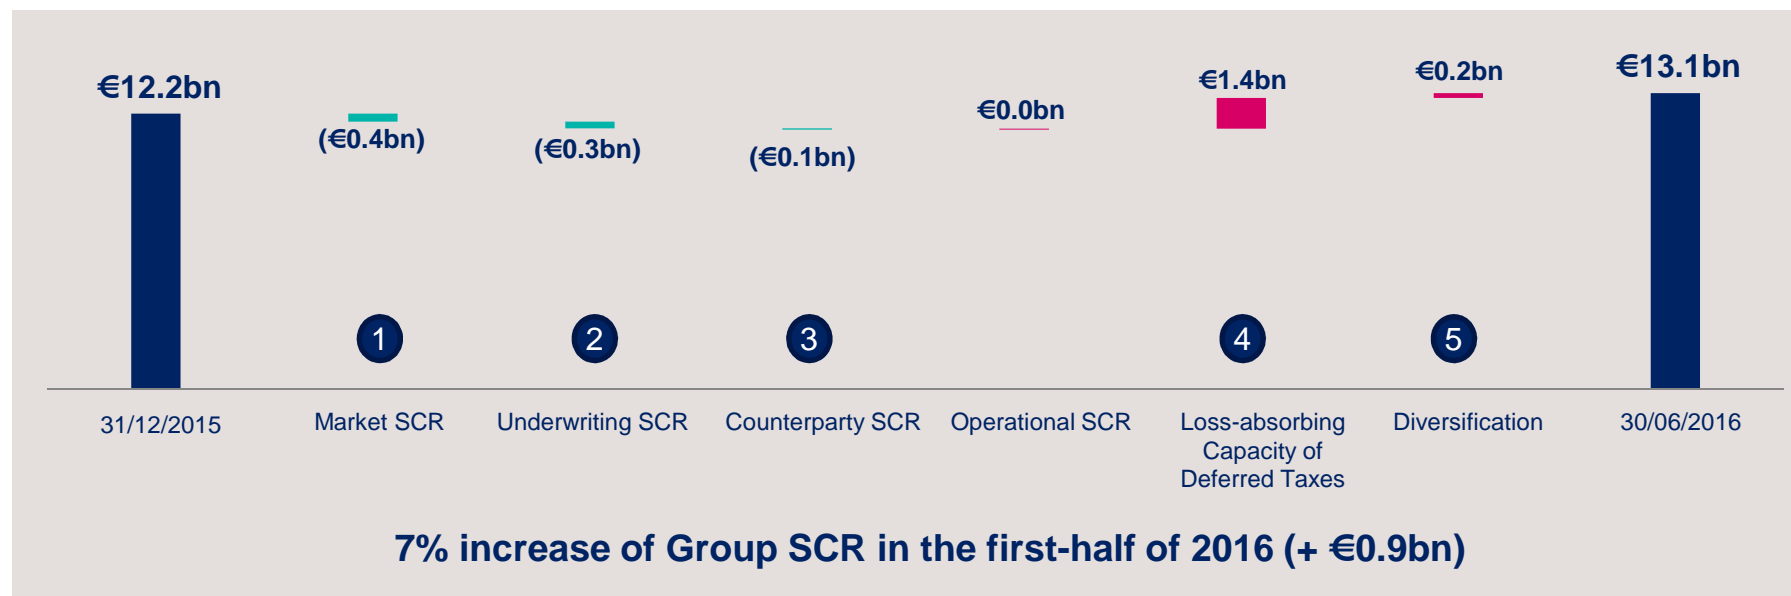 €12.2bn
(€0.4bn)
(€0.3bn)
(€0.1bn)
€0.0bn
€1.4bn
€0.2bn
€13.1bn
1
2
3
4
5
31/12/2015
Market SCR
Underwriting SCR
Counterparty SCR
Operational SCR
Loss-absorbing
Capacity of
Deferred Taxes
Diversification
30/06/2016
7% increase of Group SCR in the first-half of 2016 (+ €0.9bn)